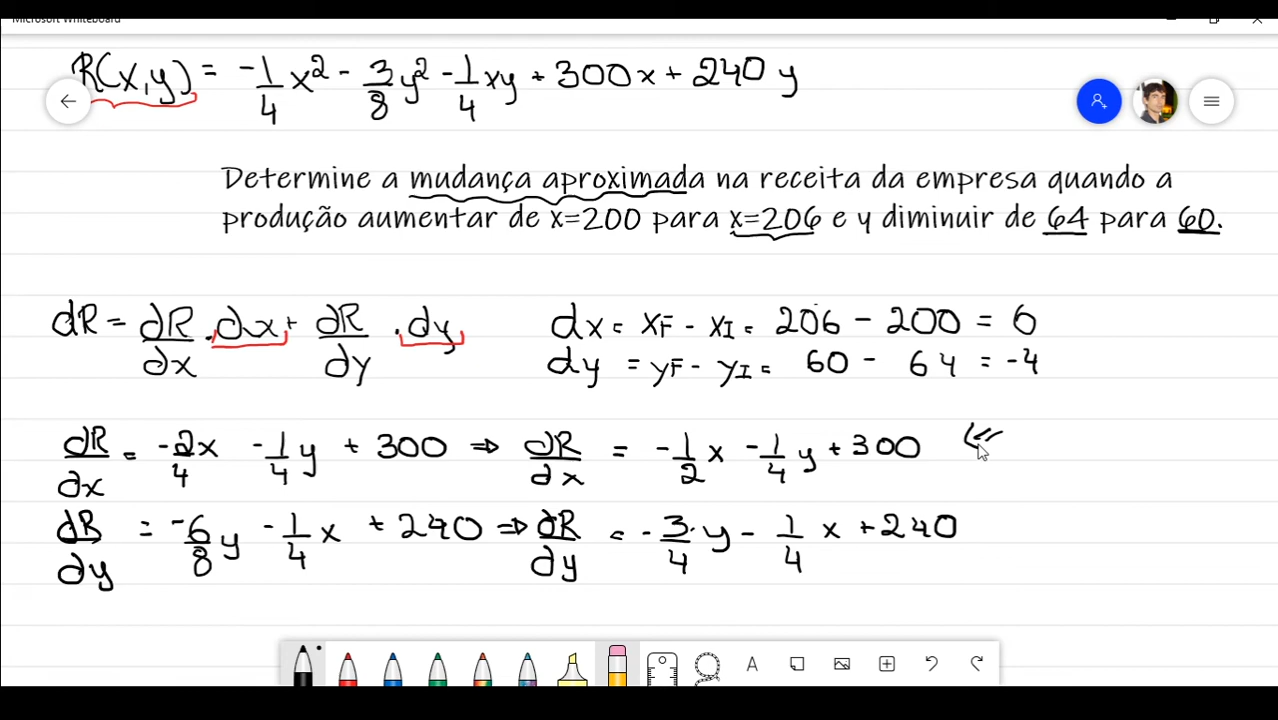 Microsoft Whiteboard
R(x,y) = -1/4 x² - 3/8 y² - 1/4 xy + 300x + 240y
Determine a mudança aproximada na receita da empresa quando a
produção aumentar de x=200 para x=206 e y diminuir de 64 para 60.
dR = ∂R/∂x · dx + ∂R/∂y · dy
dx = xF - xI = 206 - 200 = 6
dy = yF - yI = 60 - 64 = -4
∂R/∂x = -2x/4 - 1/4 y + 300 ⇒ ∂R/∂x = -1/2 x - 1/4 y + 300
∂R/∂y = -6/8 y - 1/4 x + 240 ⇒ ∂R/∂y = -3/4 · y - 1/4 x + 240
A